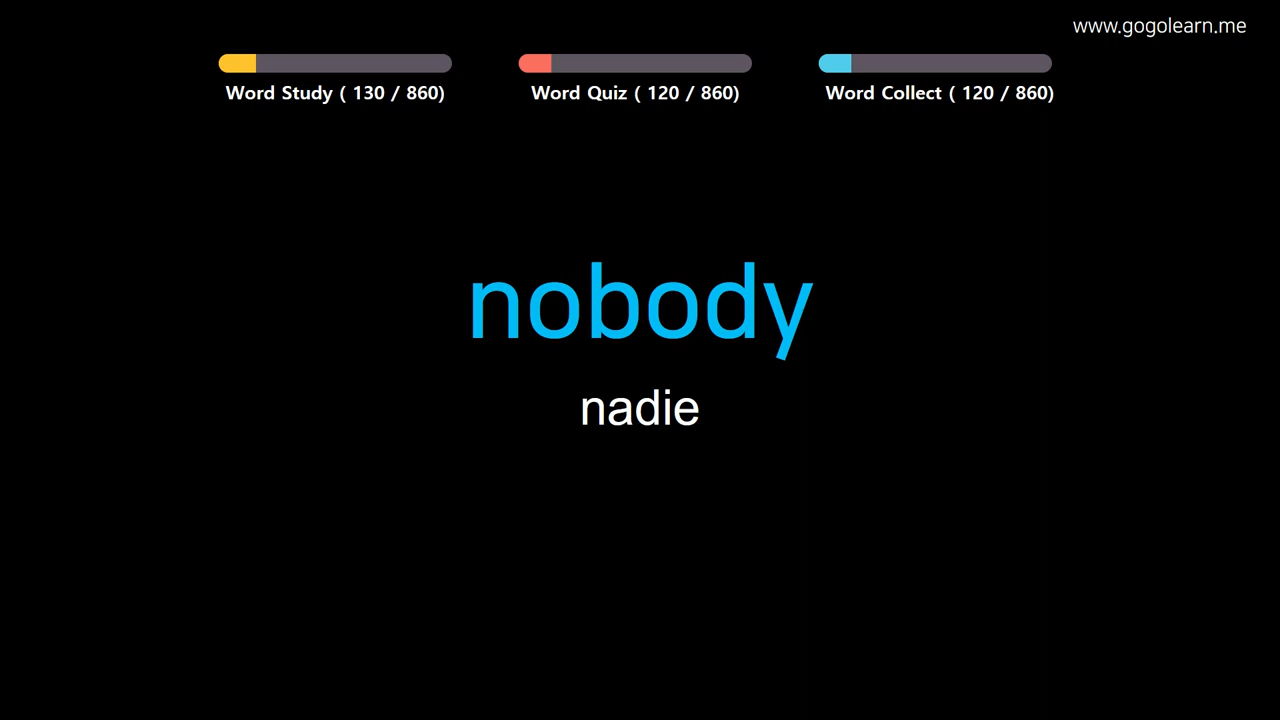 www.gogolearn.me
Word Study ( 130 / 860)
Word Quiz ( 120 / 860)
Word Collect ( 120 / 860)
nobody
nadie